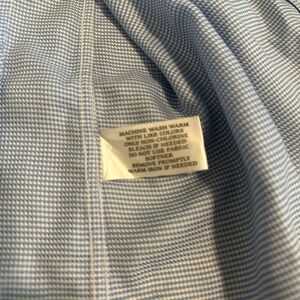 MACHINE WASH WARM
WITH LIKE COLORS
ONLY NON-CHLORINE
BLEACH IF NEEDED
DO NOT USE FABRIC
SOFTNER
REMOVE PROMPTLY
WARM IRON IF NEEDED